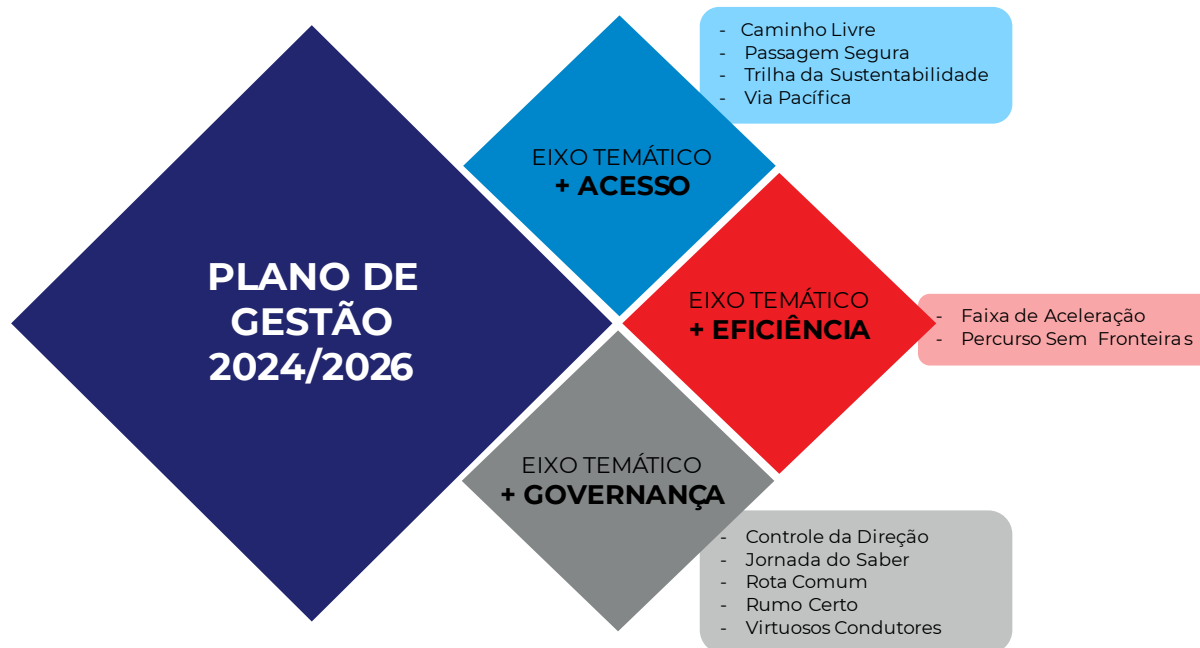 PLANO DE
GESTÃO
2024/2026
EIXO TEMÁTICO
+ ACESSO
- Caminho Livre
- Passagem Segura
- Trilha da Sustentabilidade
- Via Pacífica
EIXO TEMÁTICO
+ EFICIÊNCIA
- Faixa de Aceleração
- Percurso Sem Fronteiras
EIXO TEMÁTICO
+ GOVERNANÇA
- Controle da Direção
- Jornada do Saber
- Rota Comum
- Rumo Certo
- Virtuosos Condutores